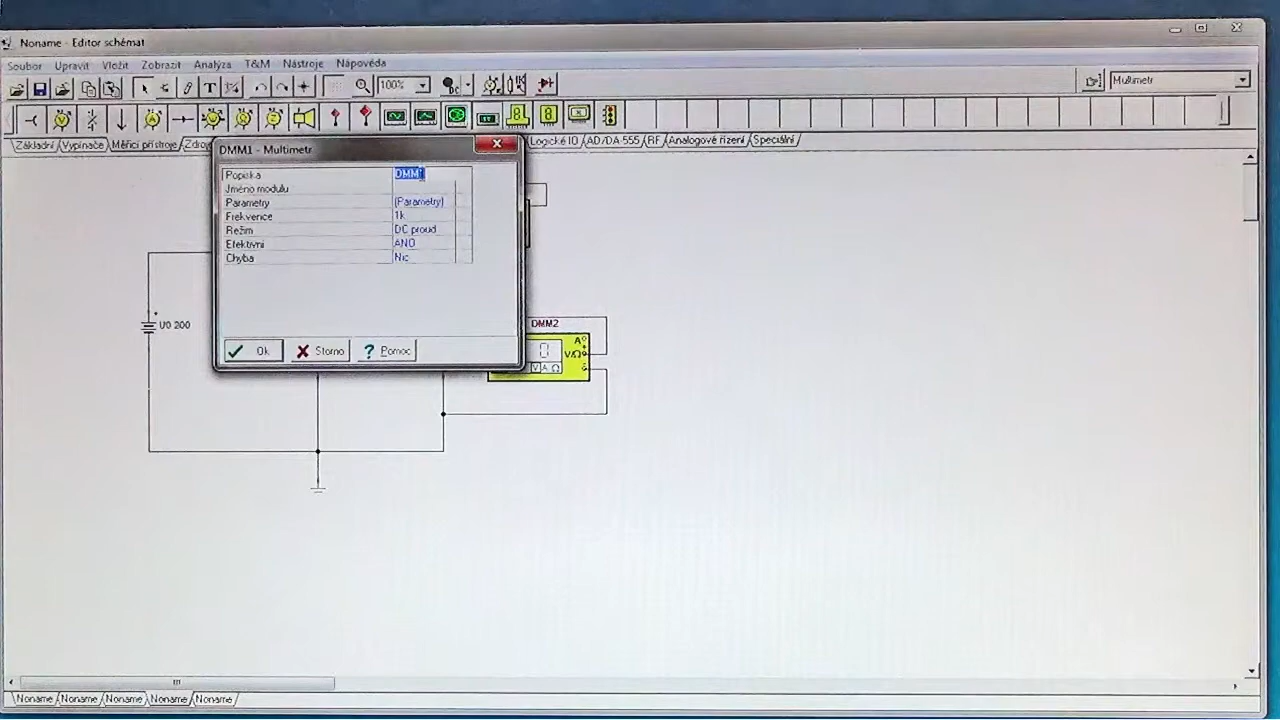 Noname - Editor schémat
Soubor Upravit Vložit Zobrazit Analýza T&M Nástroje Nápověda
T 100% Multimetr
Základní Vypínače Měřicí přístroje Zdroj Logické IO AD/DA-555 RF Analogové řízení Speciální
DMM1 - Multimetr
Popiska DMM1
Jméno modulu
Parametry (Parametry)
Frekvence 1k
Režim DC proud
Efektivní ANO
Chyba Nic
U0 200
DMM2
A
0
V/Ω
V A Ω
Ok Storno ? Pomoc
Noname Noname Noname Noname Noname